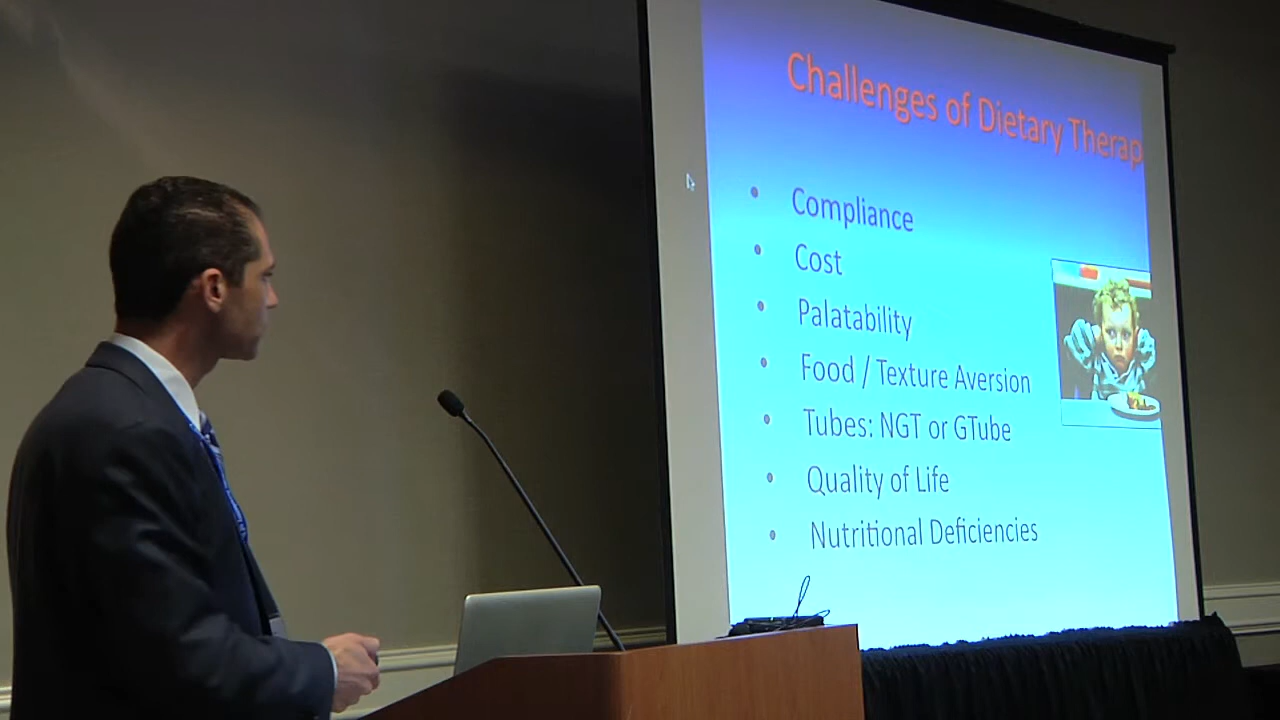 Challenges of Dietary Therap
• Compliance
• Cost
• Palatability
• Food / Texture Aversion
• Tubes: NGT or GTube
• Quality of Life
• Nutritional Deficiencies